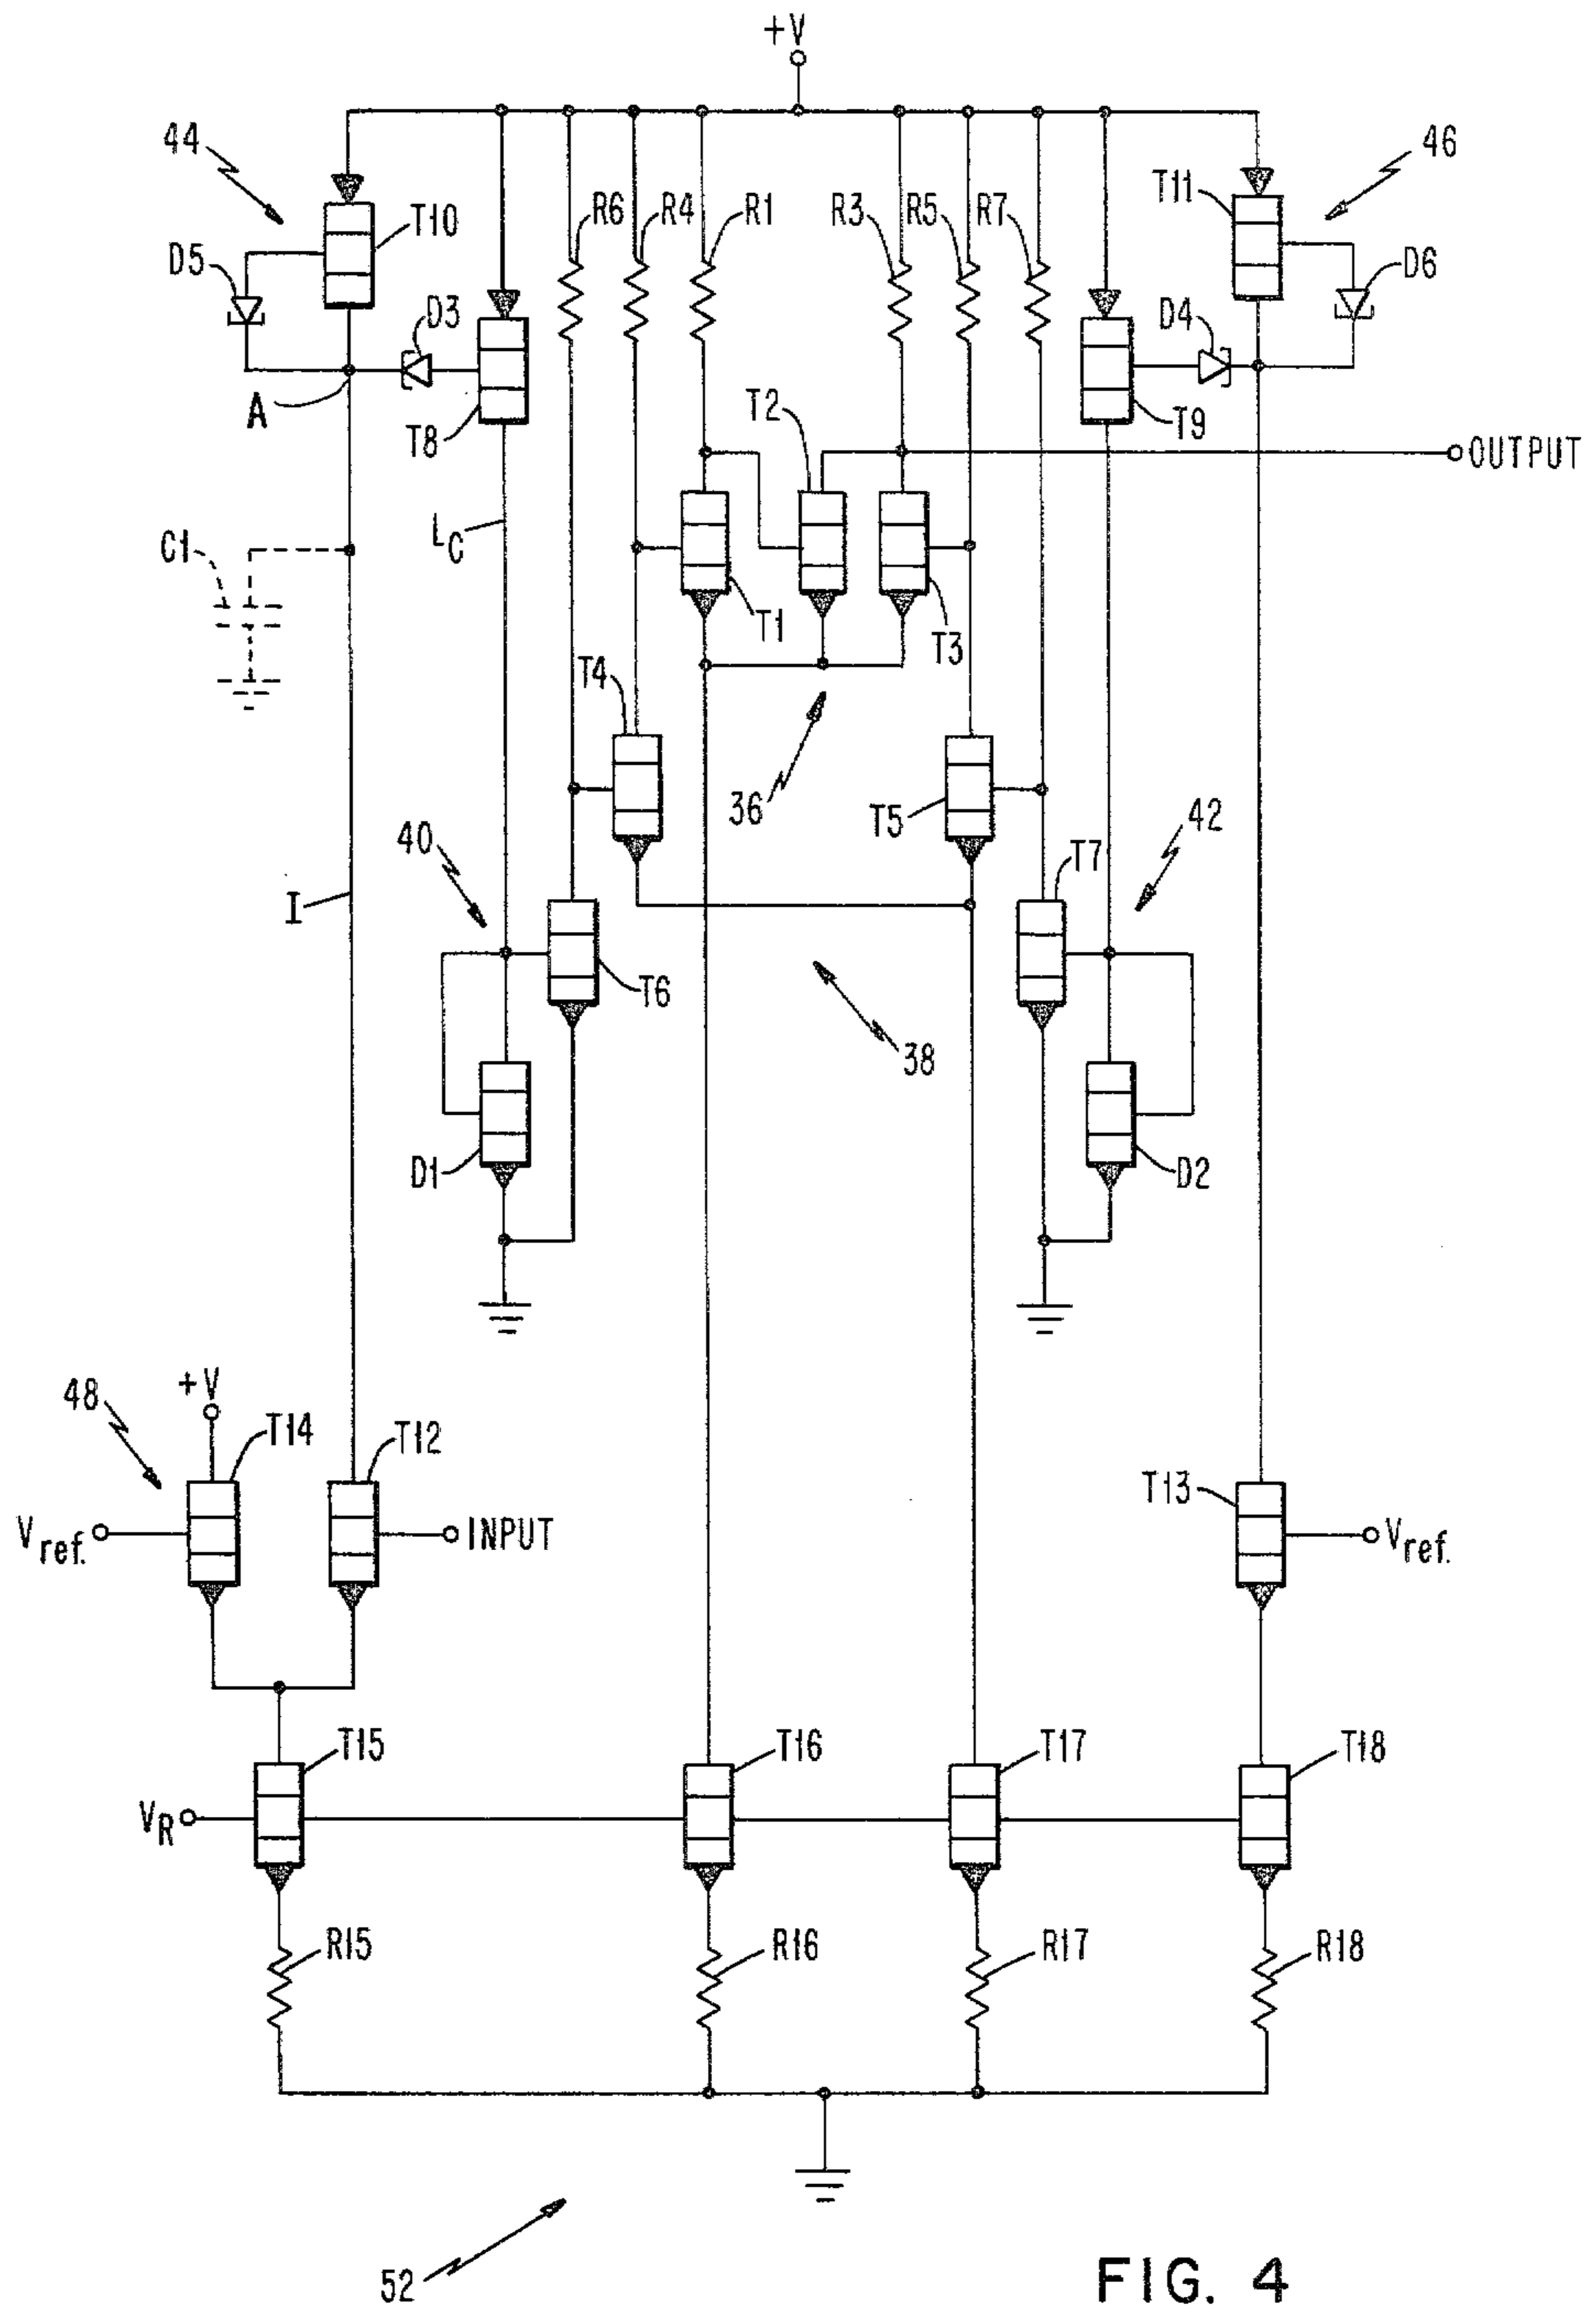 +V
44
46
T10
R6
R4
R1
R3
R5
R7
T11
D5
D3
D4
D6
A
T8
T2
T9
OUTPUT
C1
LC
T1
T3
T4
36
T5
40
42
T7
I
T6
38
D1
D2
48
+V
T14
T12
T13
Vref.
INPUT
Vref.
T15
T16
T17
T18
VR
R15
R16
R17
R18
52
FIG. 4